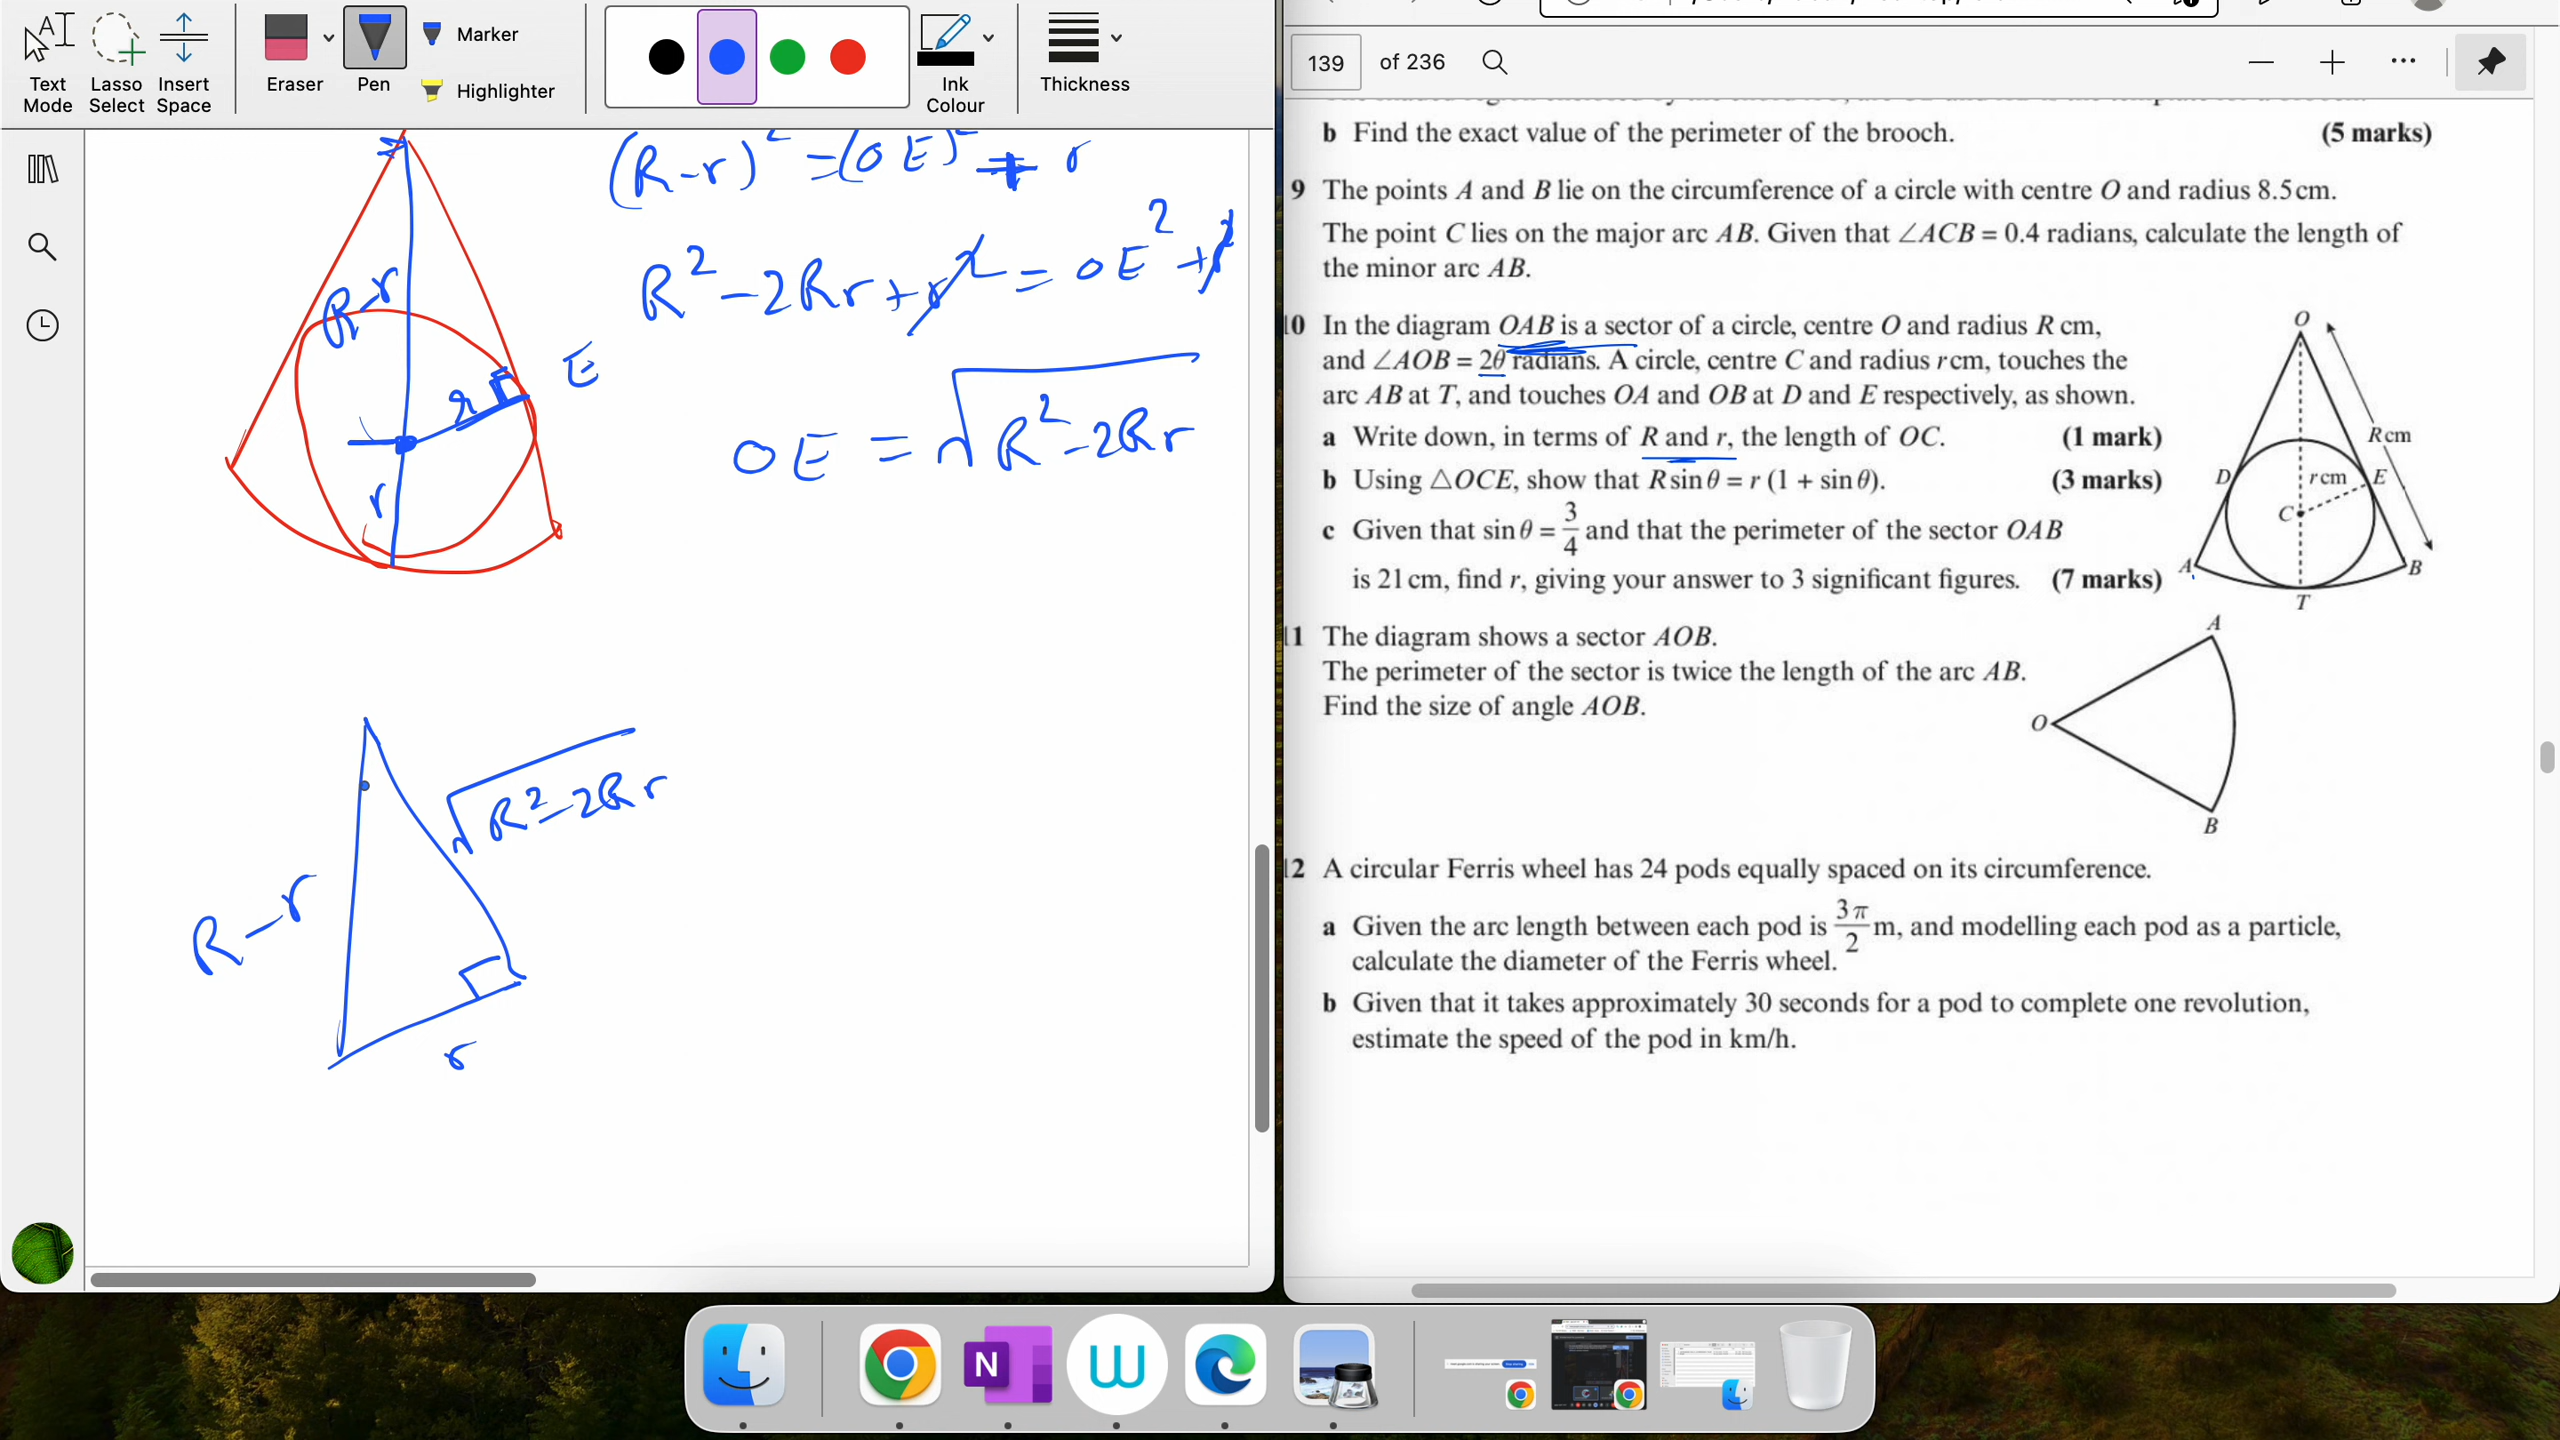 Text Mode
Lasso Select
Insert Space
Eraser
Pen
Marker
Highlighter
Ink Colour
Thickness
(R-r)² = (OE)² + r
R² - 2Rr + r² = OE² + r²
OE = √R² - 2Rr
R-r
r
r
E
√R² - 2Rr
R-r
r
139 of 236
b Find the exact value of the perimeter of the brooch. (5 marks)
9 The points A and B lie on the circumference of a circle with centre O and radius 8.5 cm.
The point C lies on the major arc AB. Given that ∠ACB = 0.4 radians, calculate the length of
the minor arc AB.
10 In the diagram OAB is a sector of a circle, centre O and radius R cm,
and ∠AOB = 2θ radians. A circle, centre C and radius r cm, touches the
arc AB at T, and touches OA and OB at D and E respectively, as shown.
a Write down, in terms of R and r, the length of OC. (1 mark)
b Using △OCE, show that R sin θ = r (1 + sin θ). (3 marks)
c Given that sin θ = 3/4 and that the perimeter of the sector OAB
is 21 cm, find r, giving your answer to 3 significant figures. (7 marks)
O
R cm
D
r cm
E
C
A
B
T
11 The diagram shows a sector AOB.
The perimeter of the sector is twice the length of the arc AB.
Find the size of angle AOB.
A
O
B
12 A circular Ferris wheel has 24 pods equally spaced on its circumference.
a Given the arc length between each pod is 3π/2 m, and modelling each pod as a particle,
calculate the diameter of the Ferris wheel.
b Given that it takes approximately 30 seconds for a pod to complete one revolution,
estimate the speed of the pod in km/h.
N
W